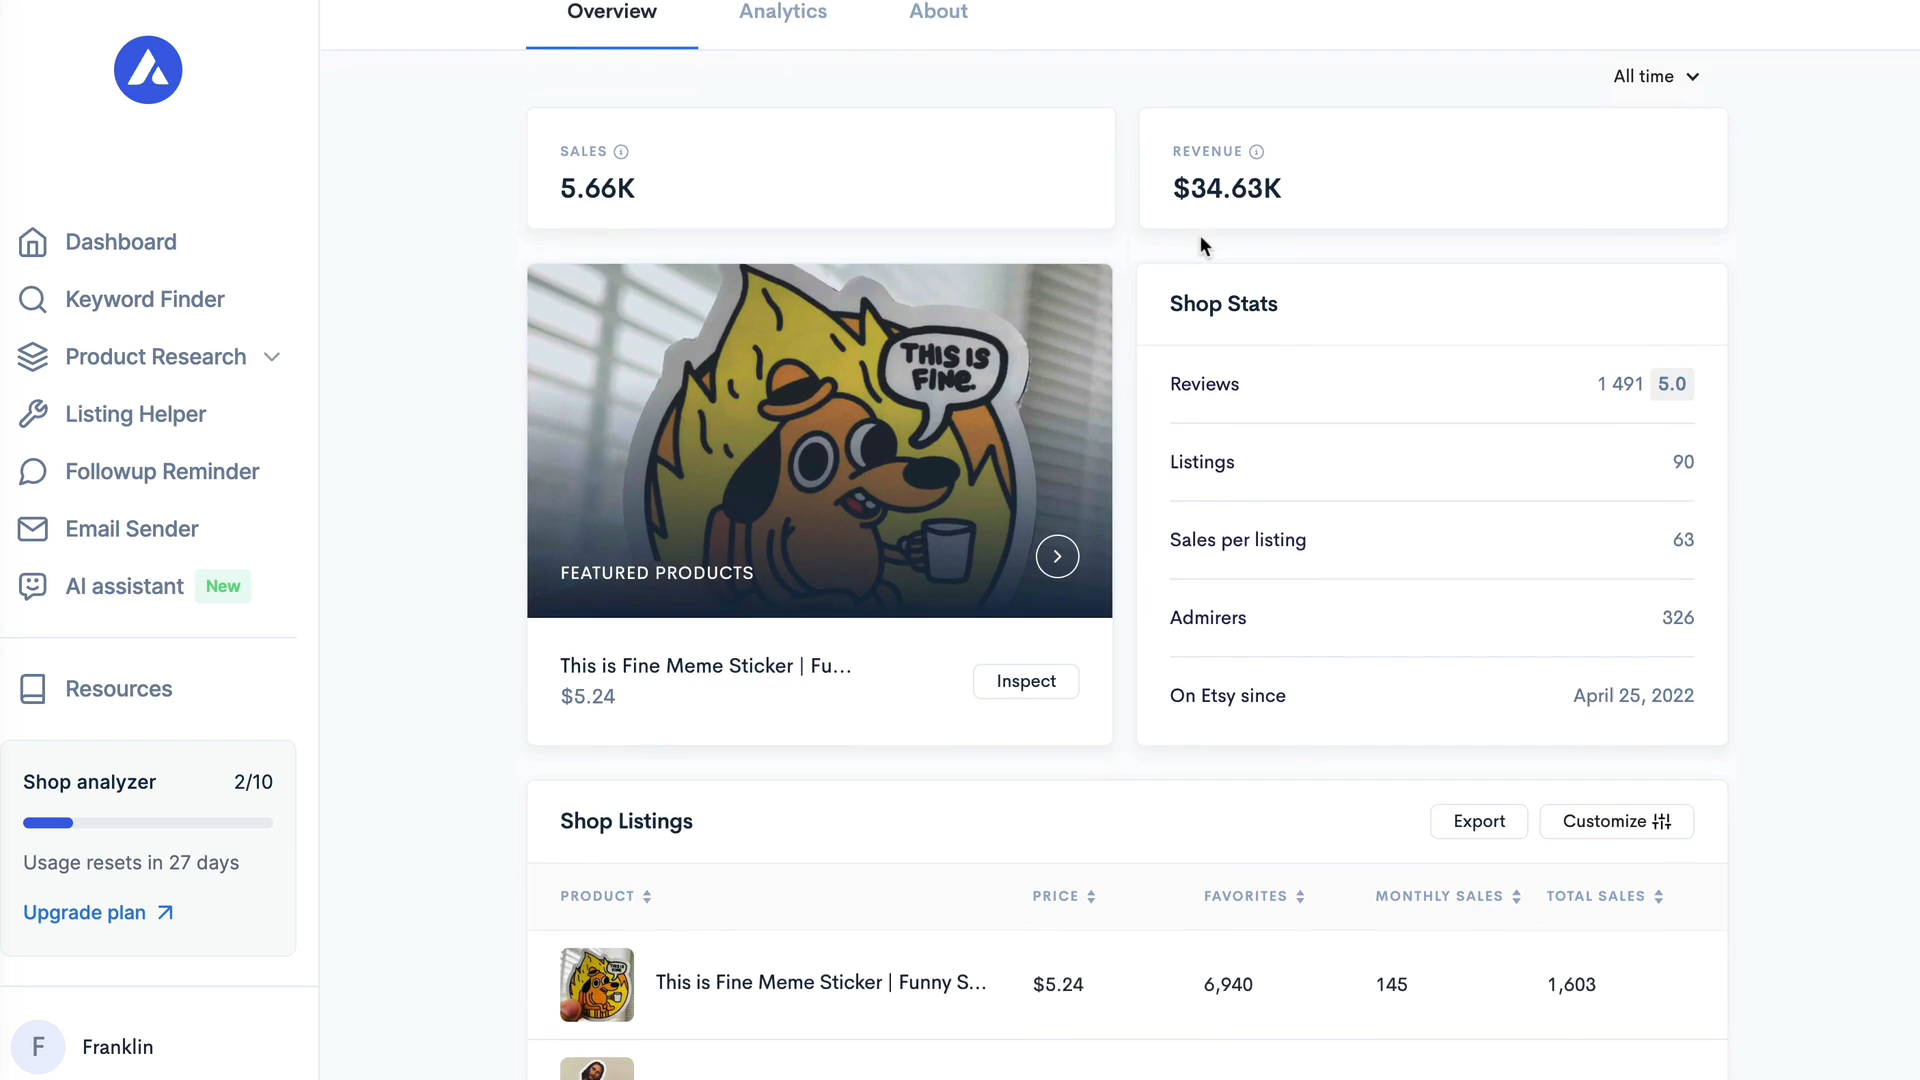 Overview
Analytics
About
All time
SALES
5.66K
REVENUE
$34.63K
Dashboard
Keyword Finder
Product Research
Listing Helper
Followup Reminder
Email Sender
AI assistant New
Resources
Shop analyzer 2/10
Usage resets in 27 days
Upgrade plan
F Franklin
THIS IS
FINE.
FEATURED PRODUCTS
This is Fine Meme Sticker | Fu...
$5.24
Inspect
Shop Stats
Reviews 1 491 5.0
Listings 90
Sales per listing 63
Admirers 326
On Etsy since April 25, 2022
Shop Listings
Export
Customize
PRODUCT PRICE FAVORITES MONTHLY SALES TOTAL SALES
THIS IS
FINE.
This is Fine Meme Sticker | Funny S... $5.24 6,940 145 1,603